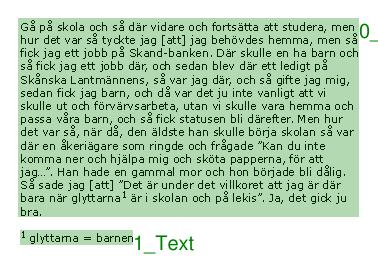 Gå på skola och så där vidare och fortsätta att studera, men
hur det var så tyckte jag [att] jag behövdes hemma, men så
fick jag ett jobb på Skand-banken. Där skulle en ha barn och
så fick jag ett jobb där, och sedan blev där ett ledigt på
Skånska Lantmännens, så var jag där, och så gifte jag mig,
sedan fick jag barn, och då var det ju inte vanligt att vi
skulle ut och förvärvsarbeta, utan vi skulle vara hemma och
passa våra barn, och så fick statusen bli därefter. Men hur
det var så, när då, den äldste han skulle börja skolan så var
där en åkeriägare som ringde och frågade ”Kan du inte
komma ner och hjälpa mig och sköta papperna, för att
jag...”. Han hade en gammal mor och hon började bli dålig.
Så sade jag [att] ”Det är under det villkoret att jag är där
bara när glyttarna¹ är i skolan och på lekis”. Ja, det gick ju
bra.
0_
¹ glyttarna = barnen
1_Text